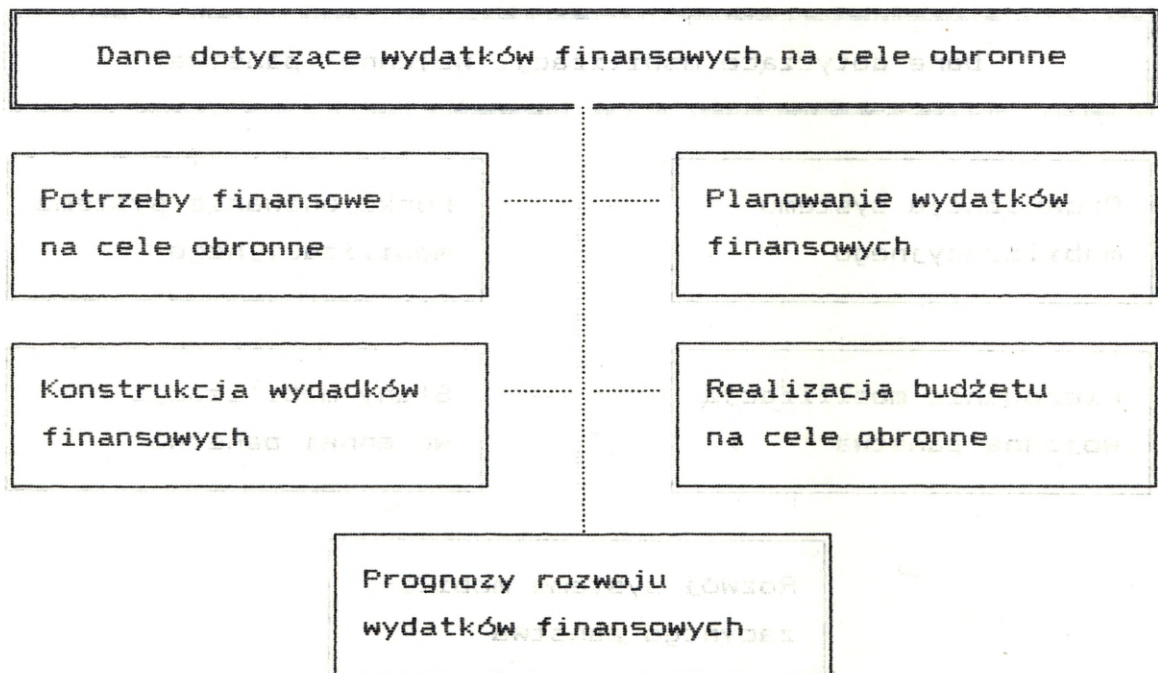 Dane dotyczące wydatków finansowych na cele obronne
Potrzeby finansowe
na cele obronne
Planowanie wydatków
finansowych
Konstrukcja wydadków
finansowych
Realizacja budżetu
na cele obronne
Prognozy rozwoju
wydatków finansowych